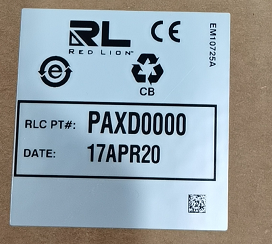 RL
RED LION
CE
EM10725A
e
CB
RLC PT#: PAXD0000
DATE: 17APR20